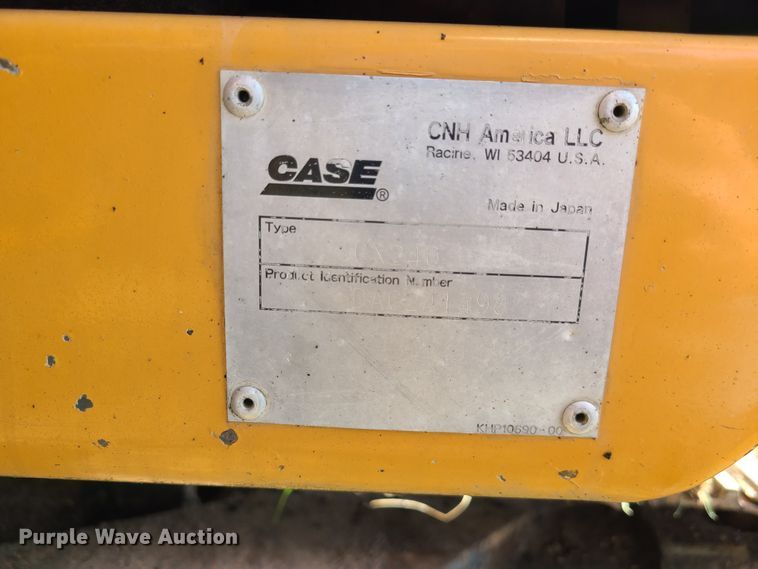 CNH America LLC
Racine, WI 53404 U.S.A.
CASE
®
Made in Japan
Type
Product Identification Number
KHP10690-00
Purple Wave Auction